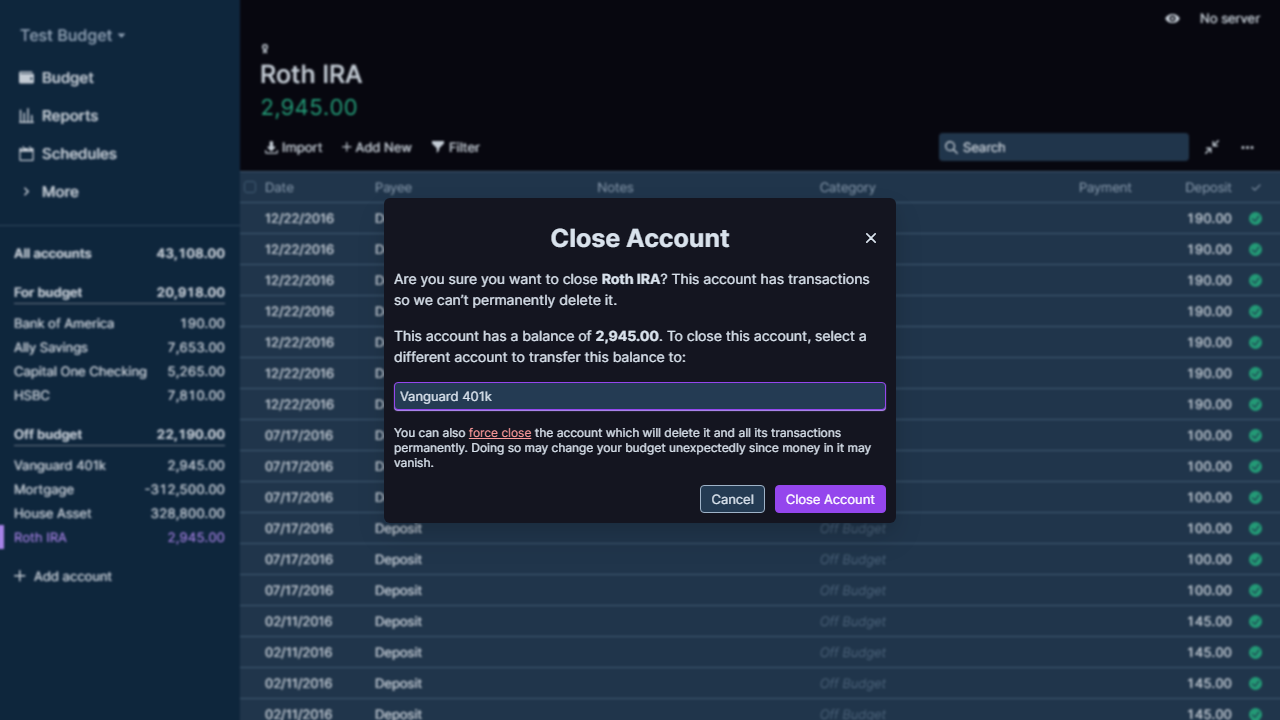 Test Budget
Budget
Reports
Schedules
More
All accounts 43,108.00
For budget 20,918.00
Bank of America 190.00
Ally Savings 7,653.00
Capital One Checking 5,265.00
HSBC 7,810.00
Off budget 22,190.00
Vanguard 401k 2,945.00
Mortgage -312,500.00
House Asset 328,800.00
Roth IRA 2,945.00
Add account
No server
Roth IRA
2,945.00
Import + Add New Filter Search
Date Payee Notes Category Payment Deposit
12/22/2016 190.00
12/22/2016 190.00
12/22/2016 190.00
12/22/2016 190.00
12/22/2016 190.00
12/22/2016 190.00
12/22/2016 190.00
07/17/2016 100.00
07/17/2016 100.00
07/17/2016 100.00
07/17/2016 Deposit Off Budget 100.00
07/17/2016 Deposit Off Budget 100.00
07/17/2016 Deposit Off Budget 100.00
02/11/2016 Deposit Off Budget 145.00
02/11/2016 Deposit Off Budget 145.00
02/11/2016 Deposit Off Budget 145.00
02/11/2016 Deposit Off Budget 145.00
Close Account
Are you sure you want to close Roth IRA? This account has transactions
so we can't permanently delete it.
This account has a balance of 2,945.00. To close this account, select a
different account to transfer this balance to:
Vanguard 401k
You can also force close the account which will delete it and all its transactions
permanently. Doing so may change your budget unexpectedly since money in it may
vanish.
Cancel Close Account